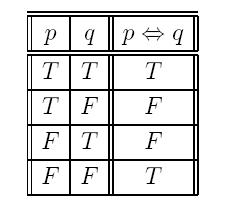 p q p ⇔ q
T T T
T F F
F T F
F F T